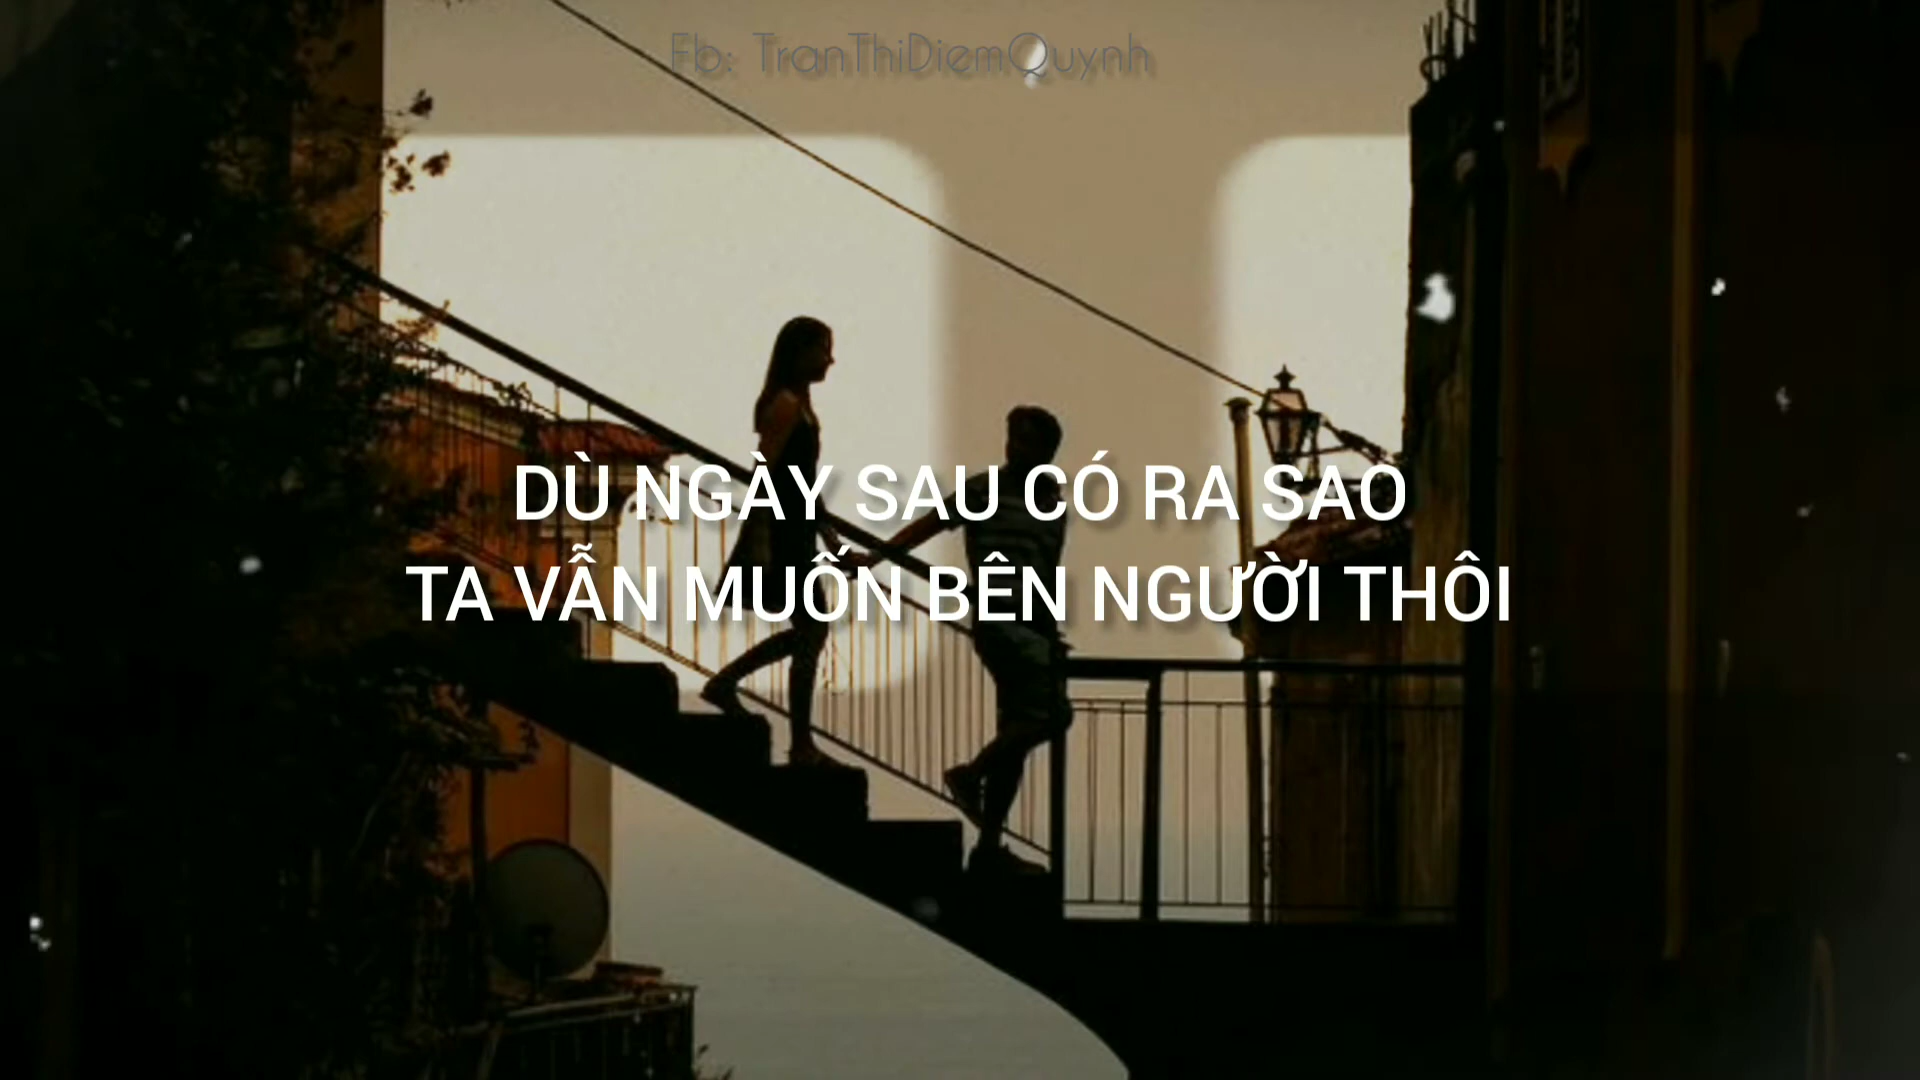 Fb: TranThiDiemQuynh
DÙ NGÀY SAU CÓ RA SAO
TA VẪN MUỐN BÊN NGƯỜI THÔI